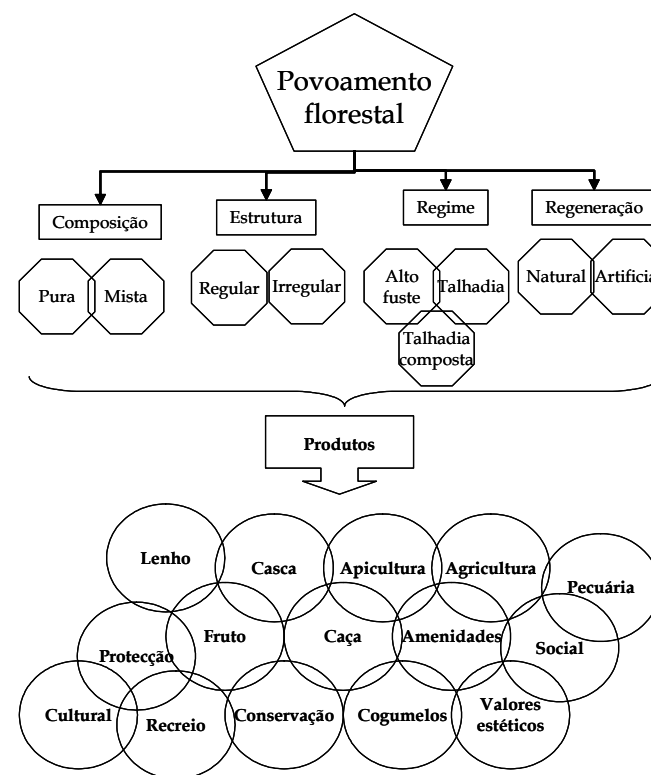 Povoamento
florestal
Composição
Estrutura
Regime
Regeneração
Pura
Mista
Regular
Irregular
Alto
fuste
Talhadia
Talhadia
composta
Natural
Artificia
Produtos
Lenho
Casca
Apicultura
Agricultura
Pecuária
Protecção
Fruto
Caça
Amenidades
Social
Cultural
Recreio
Conservação
Cogumelos
Valores
estéticos